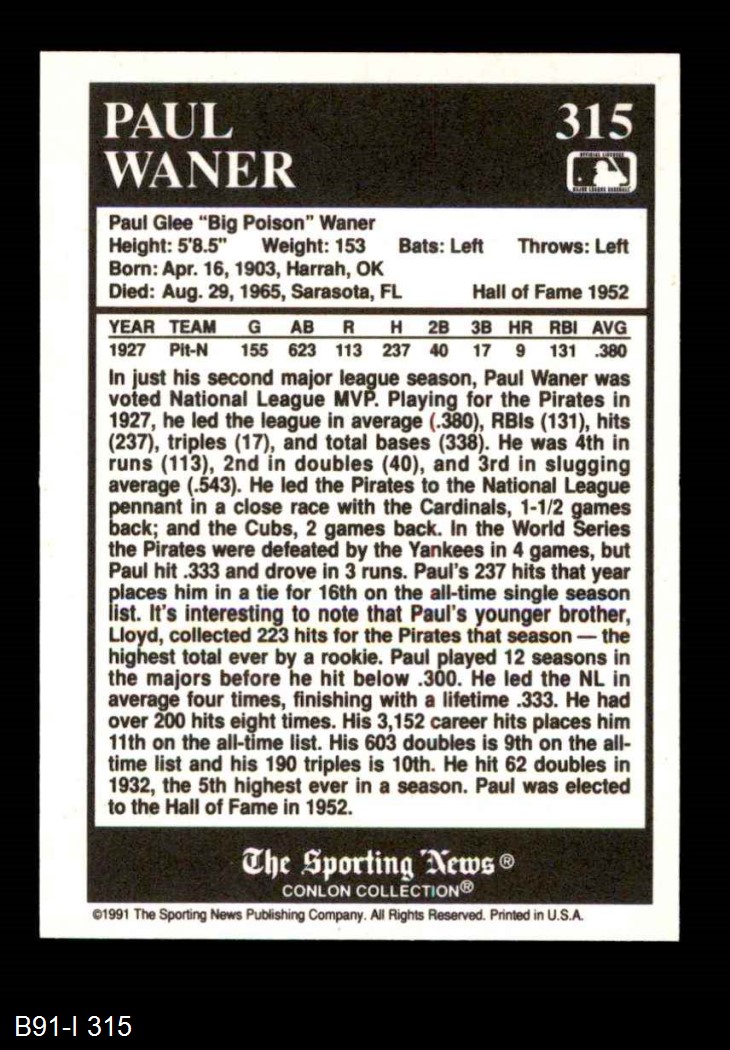 PAUL
WANER
315
OFFICIAL LICENSEE
MAJOR LEAGUE BASEBALL
Paul Glee "Big Poison" Waner
Height: 5'8.5" Weight: 153 Bats: Left Throws: Left
Born: Apr. 16, 1903, Harrah, OK
Died: Aug. 29, 1965, Sarasota, FL Hall of Fame 1952
YEAR TEAM G AB R H 2B 3B HR RBI AVG
1927 Pit-N 155 623 113 237 40 17 9 131 .380
In just his second major league season, Paul Waner was
voted National League MVP. Playing for the Pirates in
1927, he led the league in average (.380), RBIs (131), hits
(237), triples (17), and total bases (338). He was 4th in
runs (113), 2nd in doubles (40), and 3rd in slugging
average (.543). He led the Pirates to the National League
pennant in a close race with the Cardinals, 1-1/2 games
back; and the Cubs, 2 games back. In the World Series
the Pirates were defeated by the Yankees in 4 games, but
Paul hit .333 and drove in 3 runs. Paul's 237 hits that year
places him in a tie for 16th on the all-time single season
list. It's interesting to note that Paul's younger brother,
Lloyd, collected 223 hits for the Pirates that season — the
highest total ever by a rookie. Paul played 12 seasons in
the majors before he hit below .300. He led the NL in
average four times, finishing with a lifetime .333. He had
over 200 hits eight times. His 3,152 career hits places him
11th on the all-time list. His 603 doubles is 9th on the all-
time list and his 190 triples is 10th. He hit 62 doubles in
1932, the 5th highest ever in a season. Paul was elected
to the Hall of Fame in 1952.
The Sporting News®
CONLON COLLECTION®
©1991 The Sporting News Publishing Company. All Rights Reserved. Printed in U.S.A.
B91-I 315